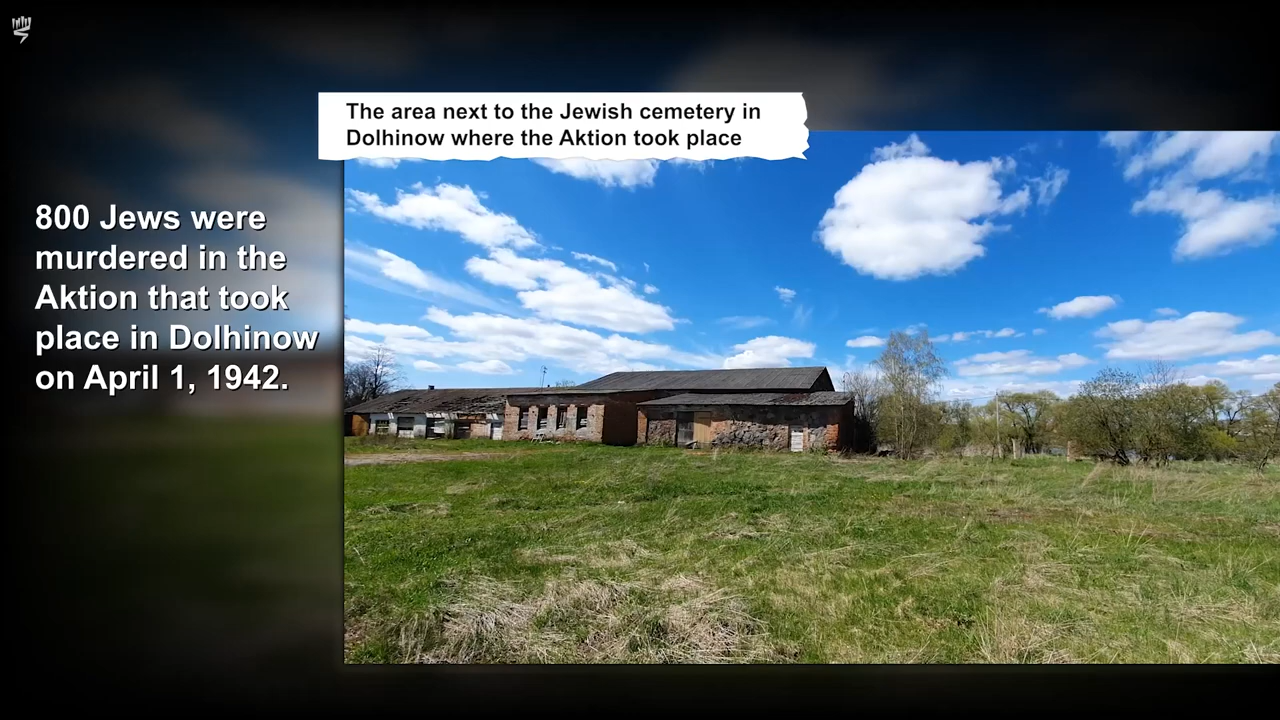 The area next to the Jewish cemetery in
Dolhinow where the Aktion took place
800 Jews were
murdered in the
Aktion that took
place in Dolhinow
on April 1, 1942.